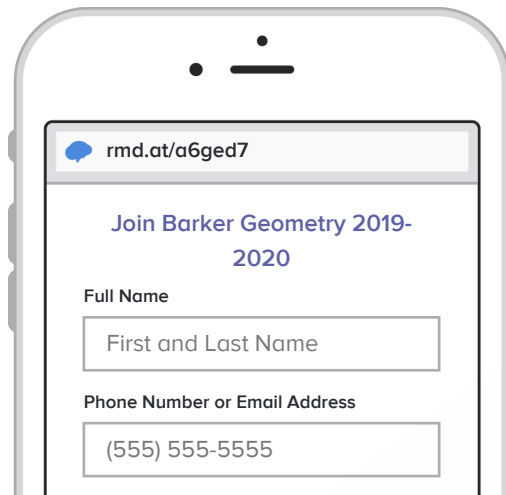 rmd.at/a6ged7
Join Barker Geometry 2019-
2020
Full Name
First and Last Name
Phone Number or Email Address
(555) 555-5555